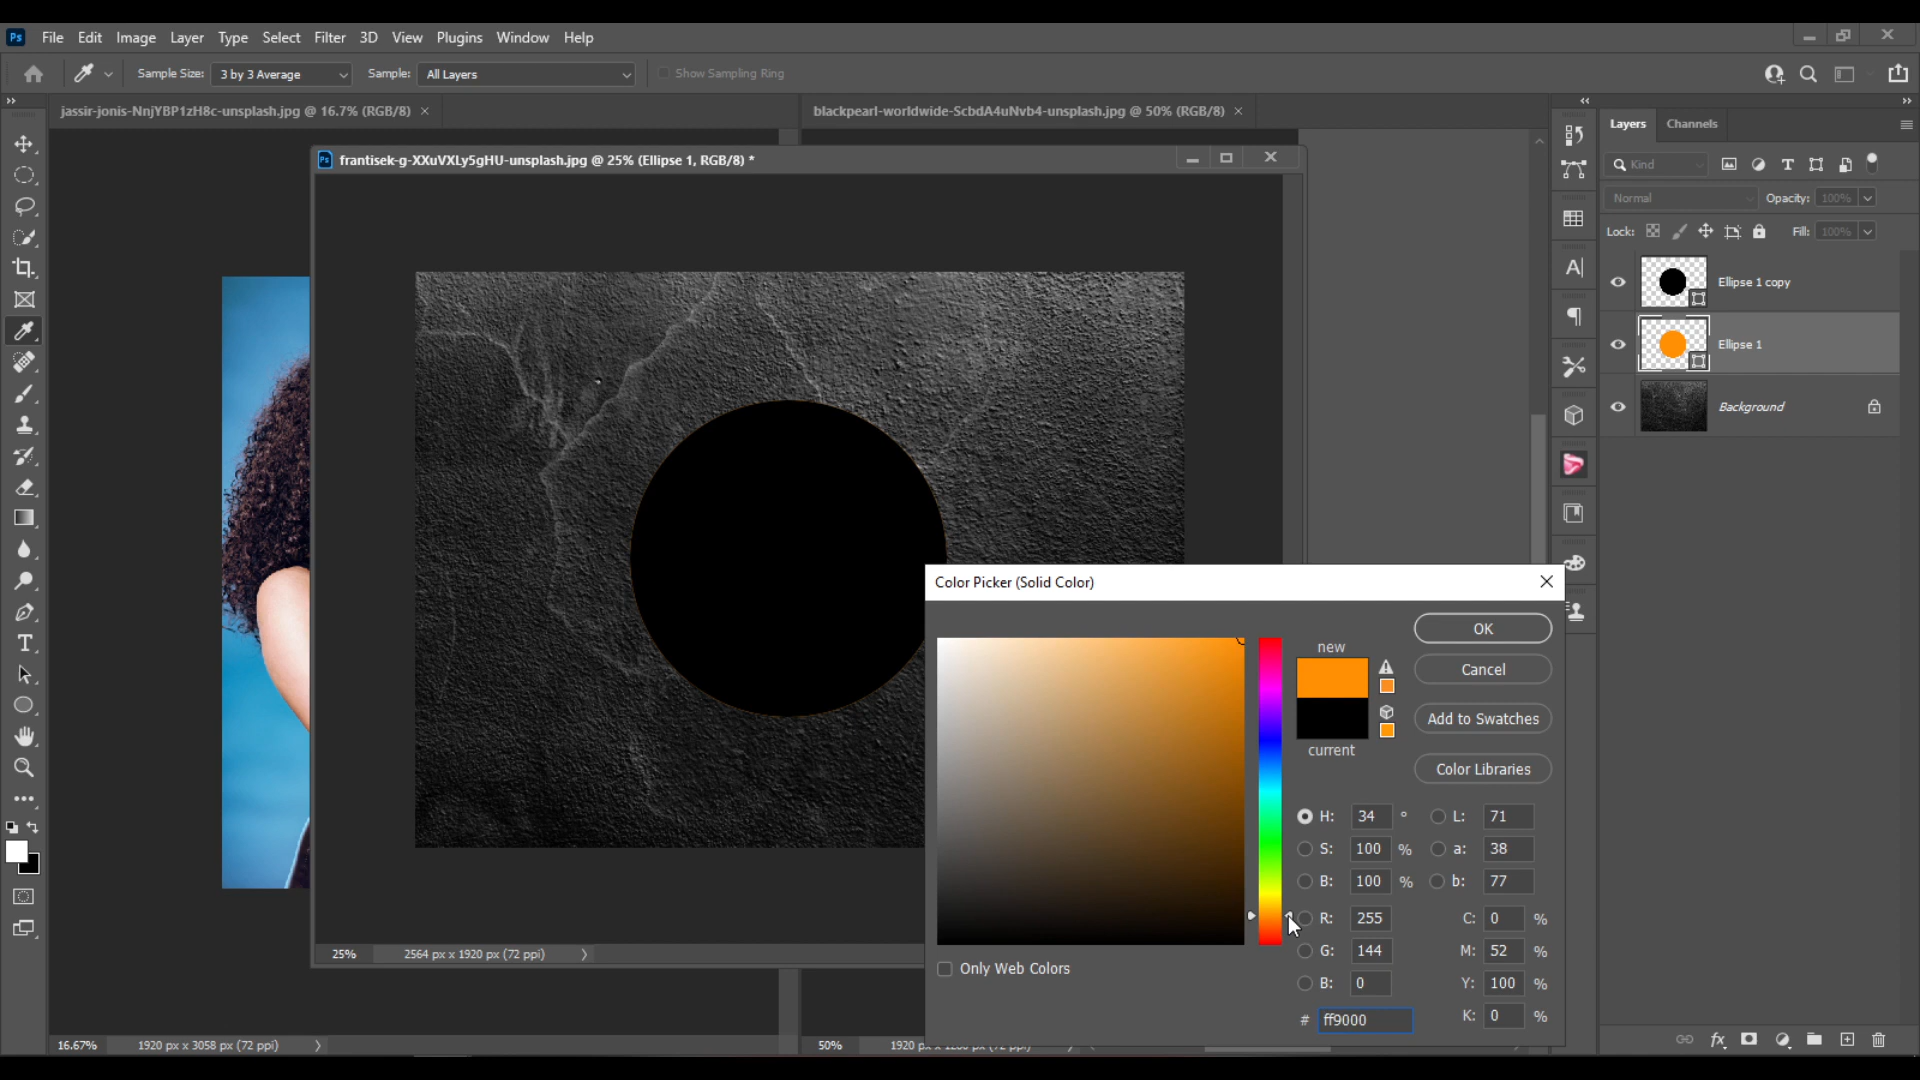 Ps File Edit Image Layer Type Select Filter 3D View Plugins Window Help
Sample Size: 3 by 3 Average Sample: All Layers Show Sampling Ring
jassir-jonis-NnjYBP1zH8c-unsplash.jpg @ 16.7% (RGB/8) × blackpearl-worldwide-ScbdA4uNvb4-unsplash.jpg @ 50% (RGB/8) ×
Ps frantisek-g-XXuVXLy5gHU-unsplash.jpg @ 25% (Ellipse 1, RGB/8) *
Layers Channels
Kind
Normal Opacity: 100%
Lock: Fill: 100%
Ellipse 1 copy
Ellipse 1
Background
Color Picker (Solid Color)
new
current
OK
Cancel
Add to Swatches
Color Libraries
H: 34 ° L: 71
S: 100 % a: 38
B: 100 % b: 77
R: 255 C: 0 %
G: 144 M: 52 %
B: 0 Y: 100 %
# ff9000 K: 0 %
Only Web Colors
25% 2564 px x 1920 px (72 ppi)
16.67% 1920 px x 3058 px (72 ppi) 50%
fx